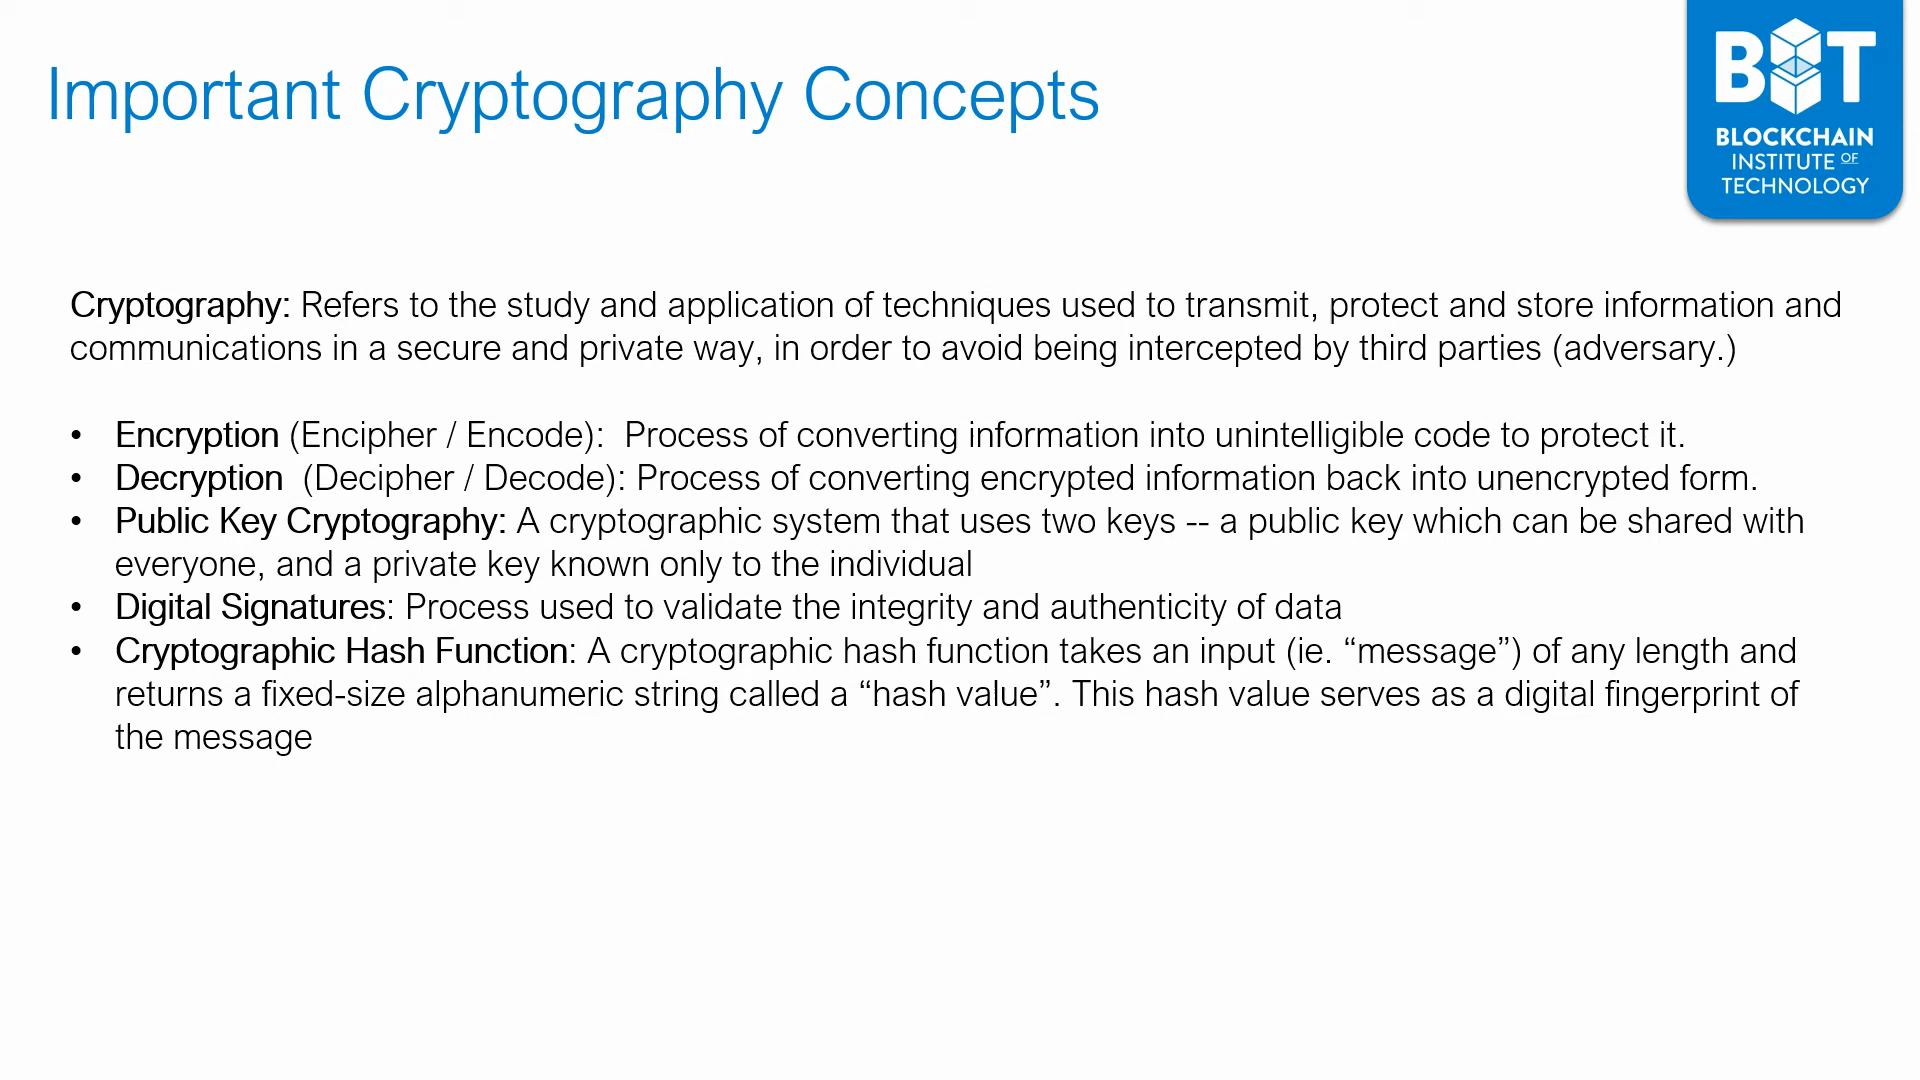 Important Cryptography Concepts
BIT
BLOCKCHAIN
INSTITUTE OF
TECHNOLOGY
Cryptography: Refers to the study and application of techniques used to transmit, protect and store information and
communications in a secure and private way, in order to avoid being intercepted by third parties (adversary.)
• Encryption (Encipher / Encode):  Process of converting information into unintelligible code to protect it.
• Decryption  (Decipher / Decode): Process of converting encrypted information back into unencrypted form.
• Public Key Cryptography: A cryptographic system that uses two keys -- a public key which can be shared with
everyone, and a private key known only to the individual
• Digital Signatures: Process used to validate the integrity and authenticity of data
• Cryptographic Hash Function: A cryptographic hash function takes an input (ie. “message”) of any length and
returns a fixed-size alphanumeric string called a “hash value”. This hash value serves as a digital fingerprint of
the message